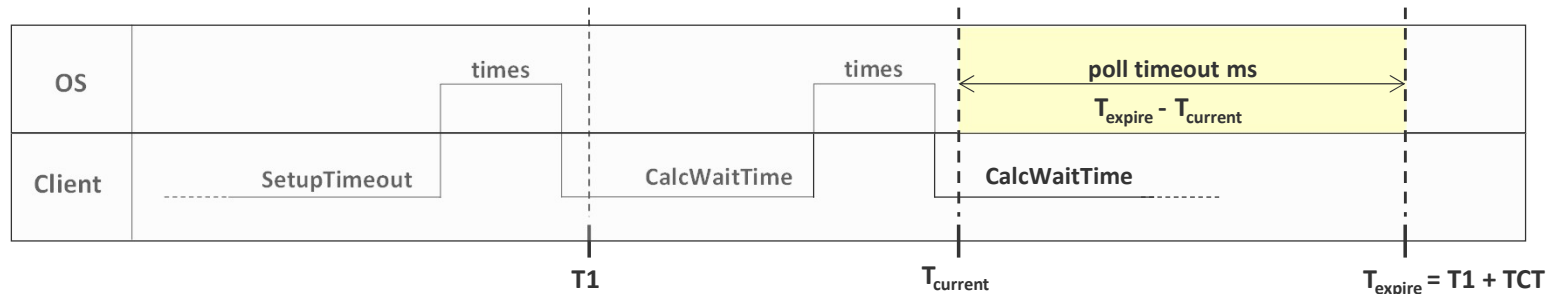 OS
times
times
poll timeout ms
Texpire - Tcurrent
Client
SetupTimeout
CalcWaitTime
CalcWaitTime
T1
Tcurrent
Texpire = T1 + TCT